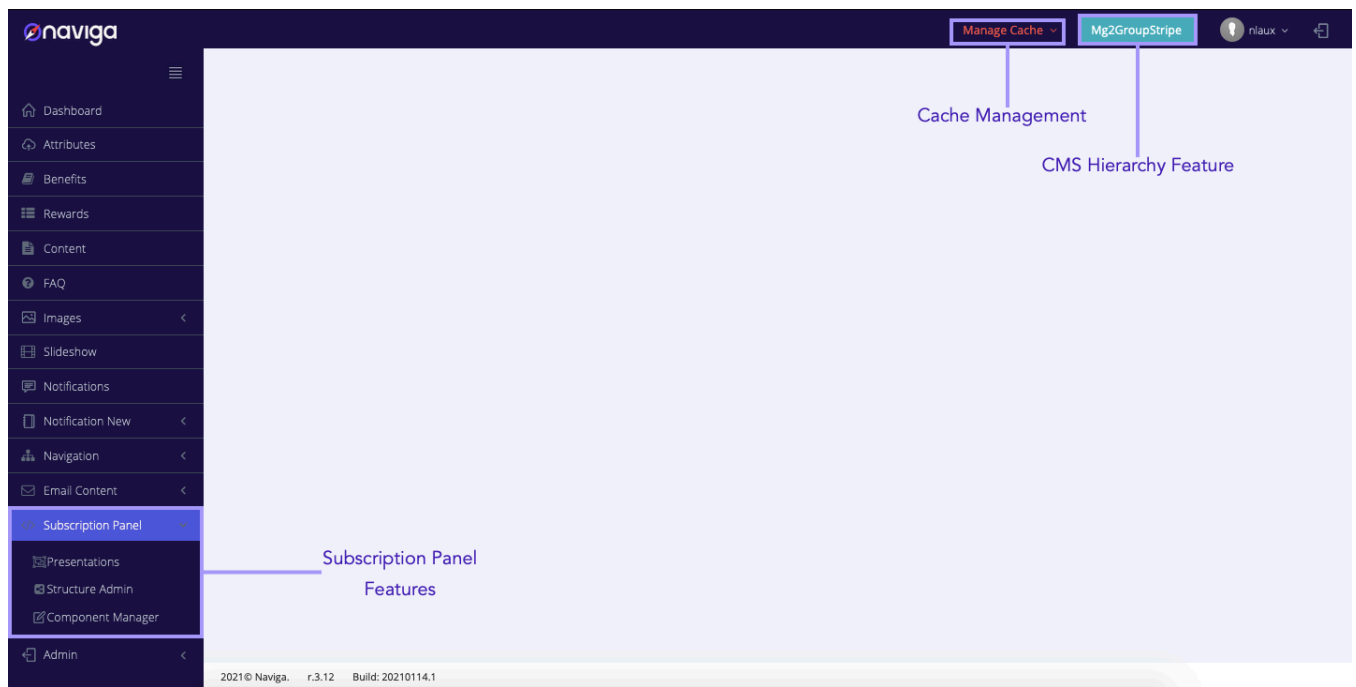 naviga
Manage Cache
Mg2GroupStripe
nlaux
Dashboard
Attributes
Benefits
Rewards
Content
FAQ
Images
Slideshow
Notifications
Notification New
Navigation
Email Content
Subscription Panel
Presentations
Structure Admin
Component Manager
Admin
Cache Management
CMS Hierarchy Feature
Subscription Panel
Features
2021© Naviga. r.3.12 Build: 20210114.1